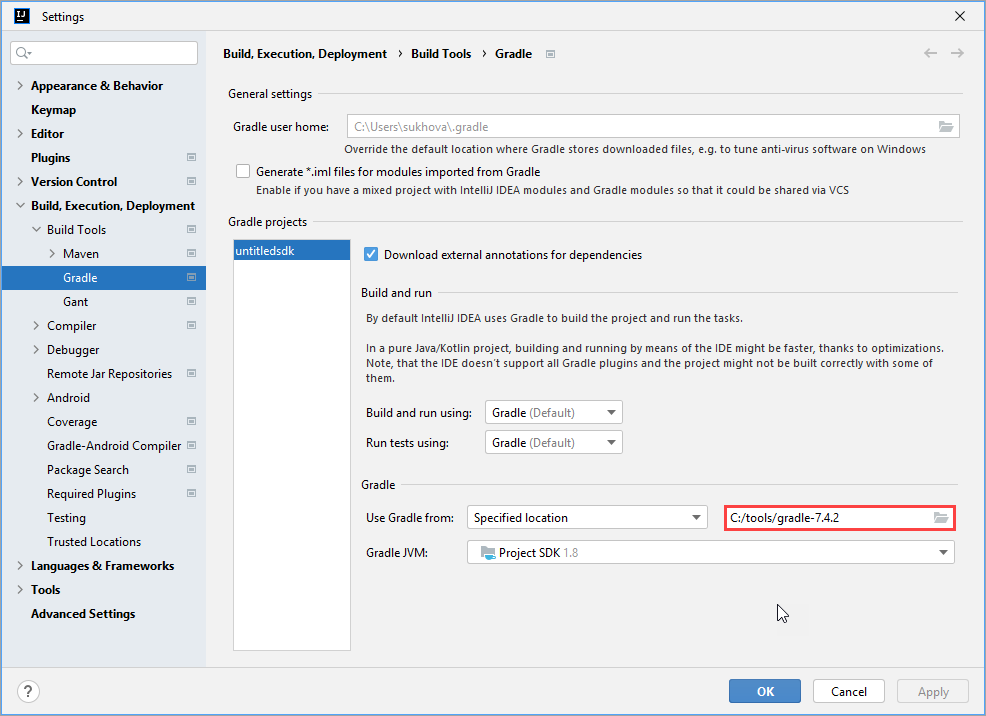 Settings
Build, Execution, Deployment › Build Tools › Gradle
Appearance & Behavior
Keymap
Editor
Plugins
Version Control
Build, Execution, Deployment
Build Tools
Maven
Gradle
Gant
Compiler
Debugger
Remote Jar Repositories
Android
Coverage
Gradle-Android Compiler
Package Search
Required Plugins
Testing
Trusted Locations
Languages & Frameworks
Tools
Advanced Settings
General settings
Gradle user home: C:\Users\sukhova\.gradle
Override the default location where Gradle stores downloaded files, e.g. to tune anti-virus software on Windows
Generate *.iml files for modules imported from Gradle
Enable if you have a mixed project with IntelliJ IDEA modules and Gradle modules so that it could be shared via VCS
Gradle projects
untitledsdk
Download external annotations for dependencies
Build and run
By default IntelliJ IDEA uses Gradle to build the project and run the tasks.
In a pure Java/Kotlin project, building and running by means of the IDE might be faster, thanks to optimizations.
Note, that the IDE doesn't support all Gradle plugins and the project might not be built correctly with some of
them.
Build and run using: Gradle (Default)
Run tests using: Gradle (Default)
Gradle
Use Gradle from: Specified location C:/tools/gradle-7.4.2
Gradle JVM: Project SDK 1.8
? OK Cancel Apply